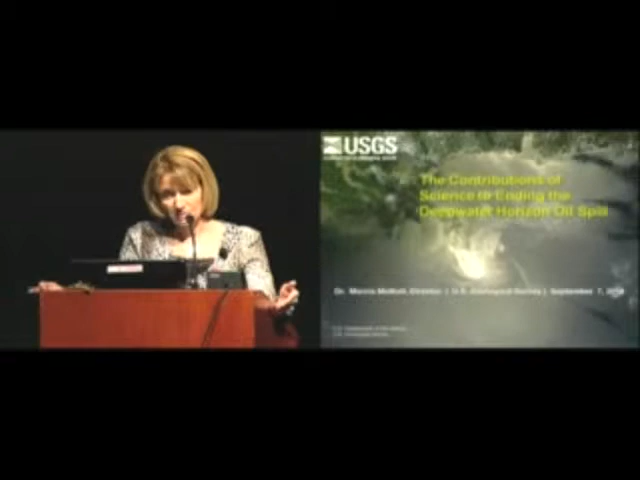 USGS
The Contributions of
Science to Ending the
Deepwater Horizon Oil Spill
Dr. Marcia McNutt, Director | U.S. Geological Survey | September 7,